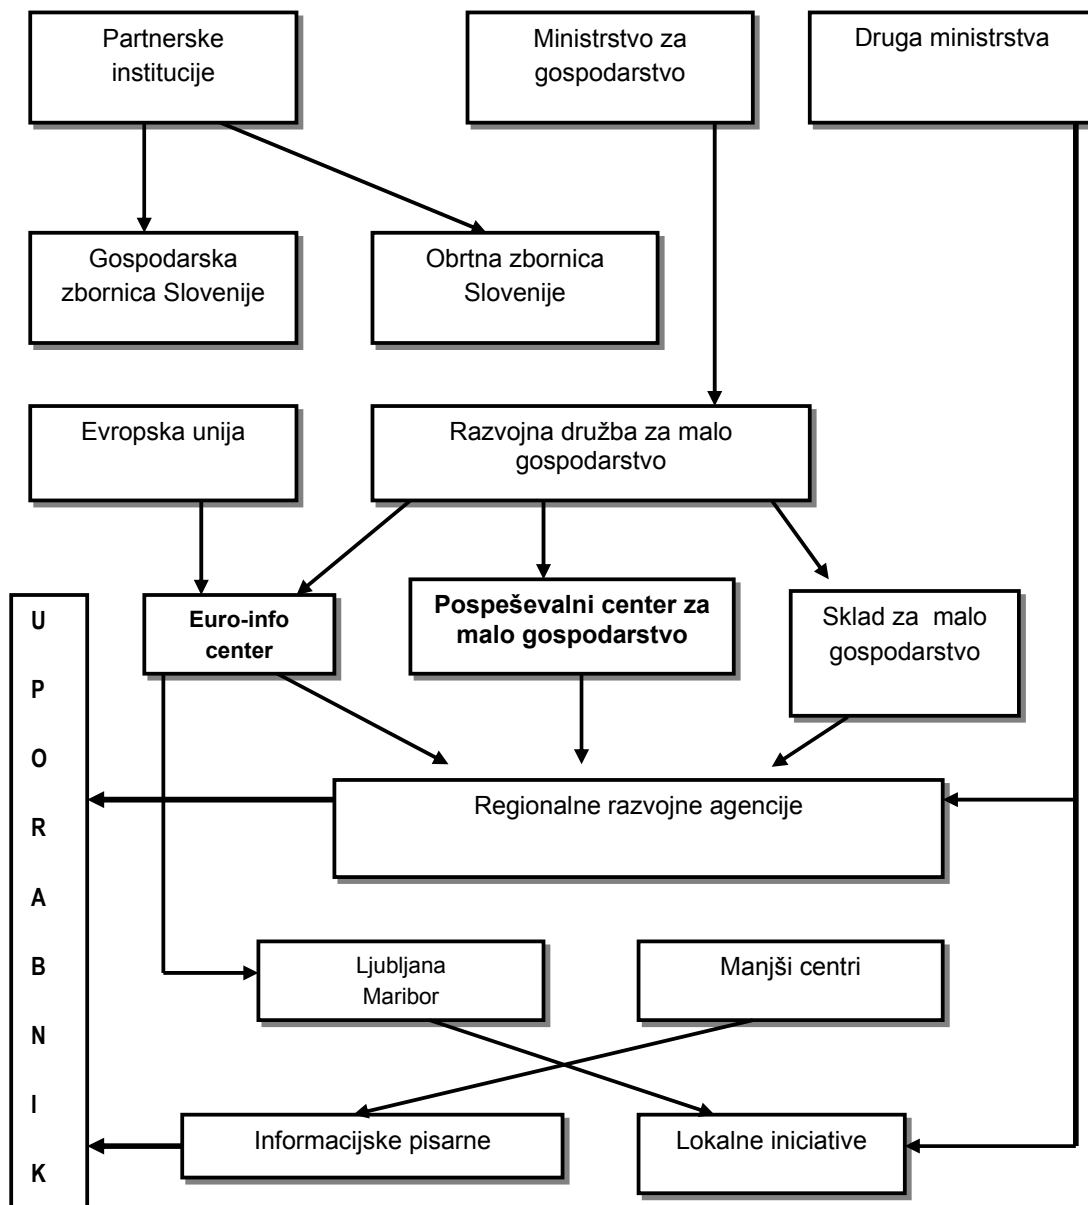 Partnerske
institucije
Ministrstvo za
gospodarstvo
Druga ministrstva
Gospodarska
zbornica Slovenije
Obrtna zbornica
Slovenije
Evropska unija
Razvojna družba za malo
gospodarstvo
Euro-info
center
Pospeševalni center za
malo gospodarstvo
Sklad za malo
gospodarstvo
U
P
O
R
A
B
N
I
K
Regionalne razvojne agencije
Ljubljana
Maribor
Manjši centri
Informacijske pisarne
Lokalne iniciative